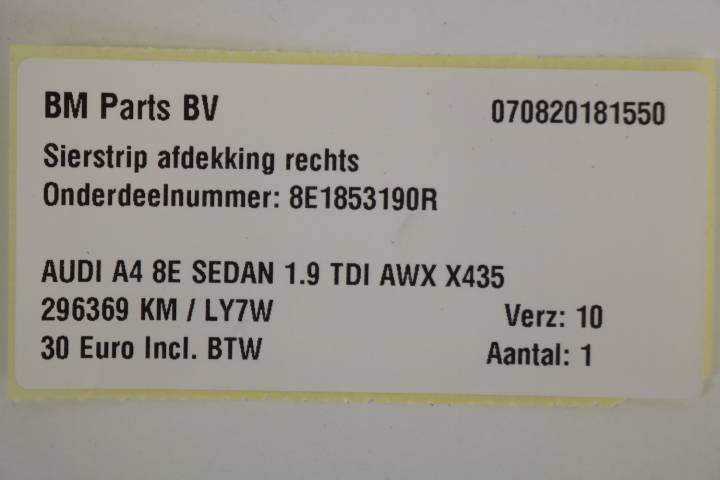 BM Parts BV 070820181550
Sierstrip afdekking rechts
Onderdeelnummer: 8E1853190R
AUDI A4 8E SEDAN 1.9 TDI AWX X435
296369 KM / LY7W Verz: 10
30 Euro Incl. BTW Aantal: 1